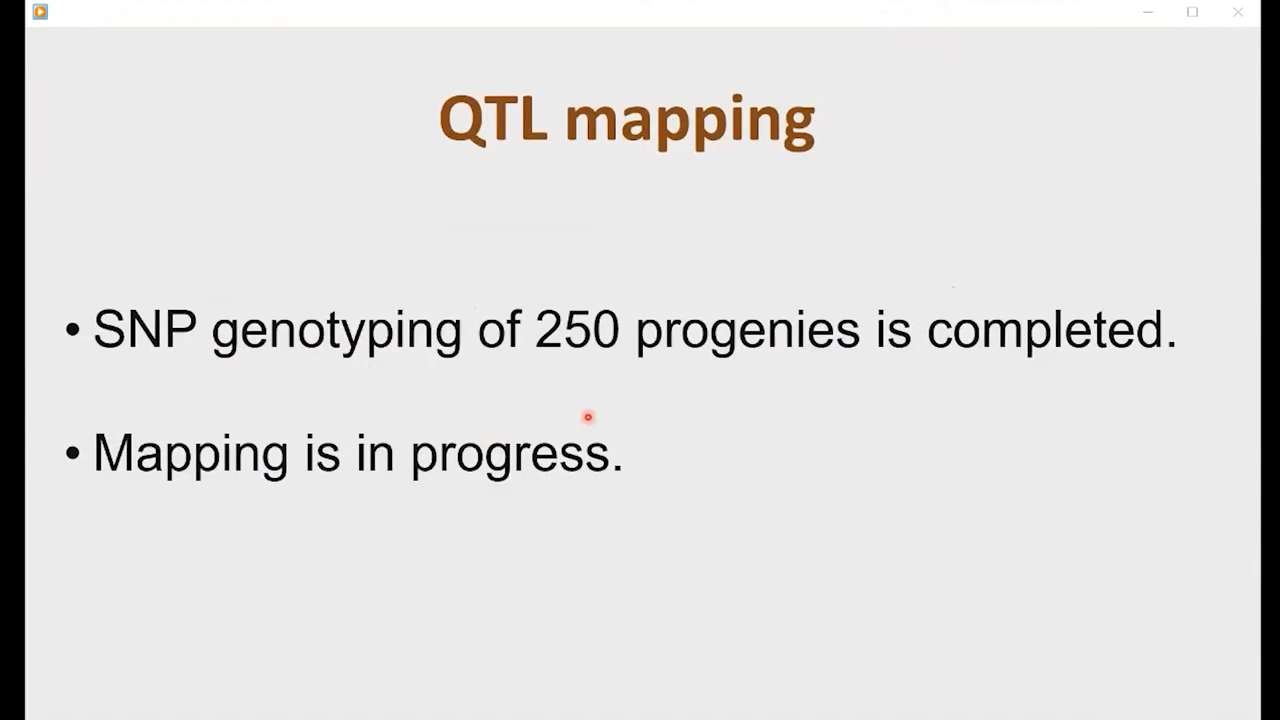 QTL mapping
• SNP genotyping of 250 progenies is completed.
• Mapping is in progress.